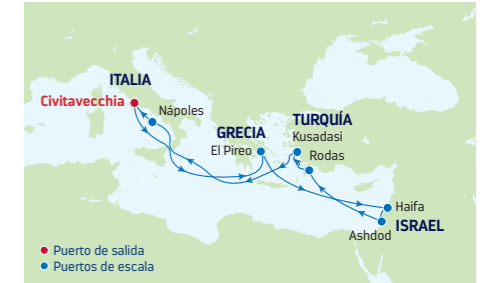 ITALIA
Civitavecchia
Nápoles
GRECIA
El Pireo
TURQUÍA
Kusadasi
Rodas
Haifa
ISRAEL
Ashdod
Puerto de salida
Puertos de escala